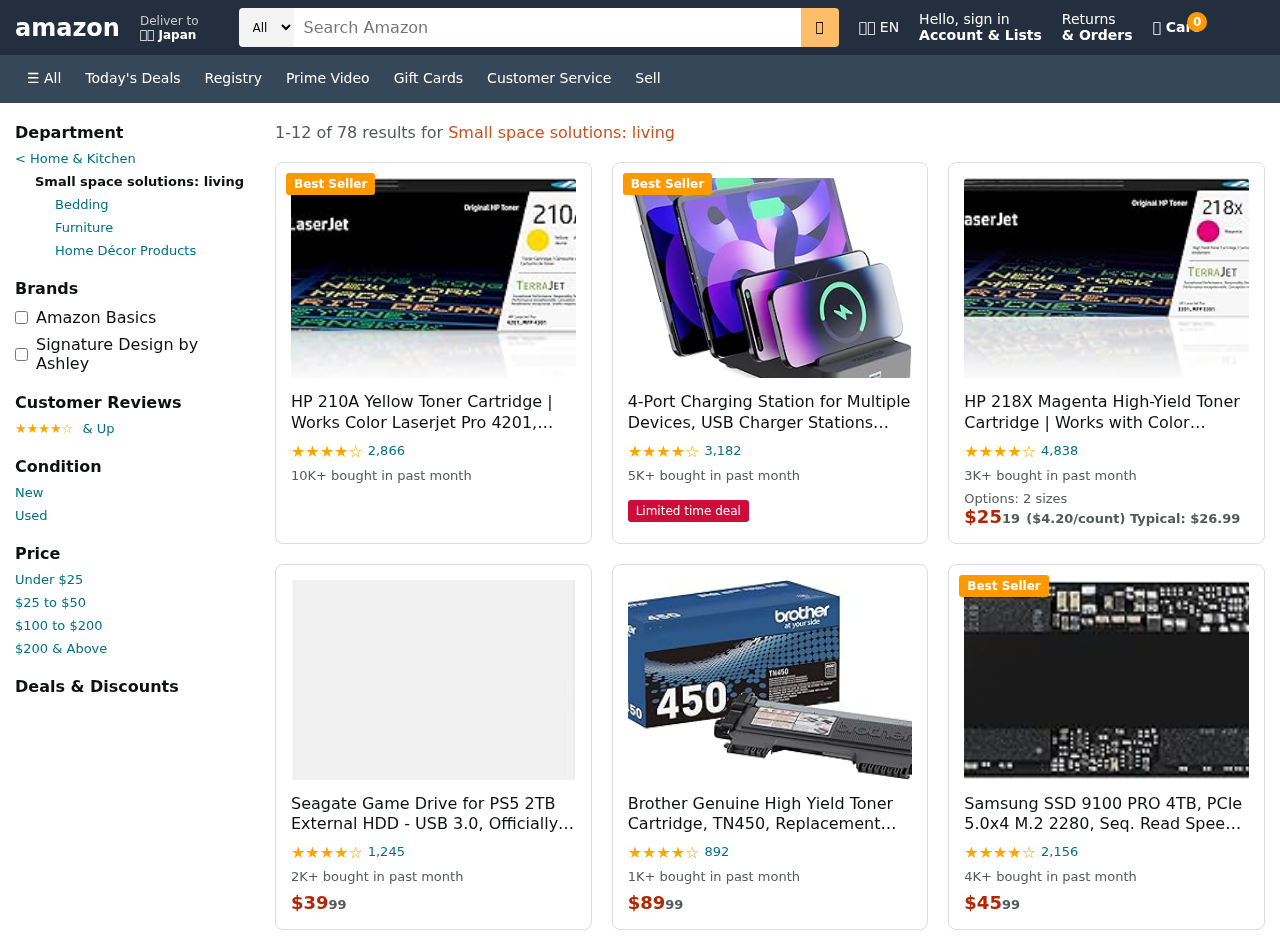 amazon
Deliver to
Japan
All
Search Amazon
EN
Hello, sign in
Account & Lists
Returns
& Orders
0
☰ All
Today's Deals
Registry
Prime Video
Gift Cards
Customer Service
Sell
Department
< Home & Kitchen
Small space solutions: living
Bedding
Furniture
Home Décor Products
Brands
Amazon Basics
Signature Design by
Ashley
Customer Reviews
★★★★☆ & Up
Condition
New
Used
Price
Under $25
$25 to $50
$100 to $200
$200 & Above
Deals & Discounts
1-12 of 78 results for Small space solutions: living
Best Seller
Original HP Toner
210A
LaserJet
TERRAJET
4201, MFP 4301
HP 210A Yellow Toner Cartridge |
Works Color Laserjet Pro 4201,...
★★★★☆ 2,866
10K+ bought in past month
Best Seller
4-Port Charging Station for Multiple
Devices, USB Charger Stations...
★★★★☆ 3,182
5K+ bought in past month
Limited time deal
Original HP Toner
218x
aserJet
Magenta
TERRAJET
3201, MFP 3301
HP 218X Magenta High-Yield Toner
Cartridge | Works with Color...
★★★★☆ 4,838
3K+ bought in past month
Options: 2 sizes
$25 19 ($4.20/count) Typical: $26.99
Seagate Game Drive for PS5 2TB
External HDD - USB 3.0, Officially...
★★★★☆ 1,245
2K+ bought in past month
$39 99
450
brother
at your side
TN450
450
50
brother
Brother Genuine High Yield Toner
Cartridge, TN450, Replacement...
★★★★☆ 892
1K+ bought in past month
$89 99
Best Seller
Samsung SSD 9100 PRO 4TB, PCIe
5.0x4 M.2 2280, Seq. Read Spee...
★★★★☆ 2,156
4K+ bought in past month
$45 99